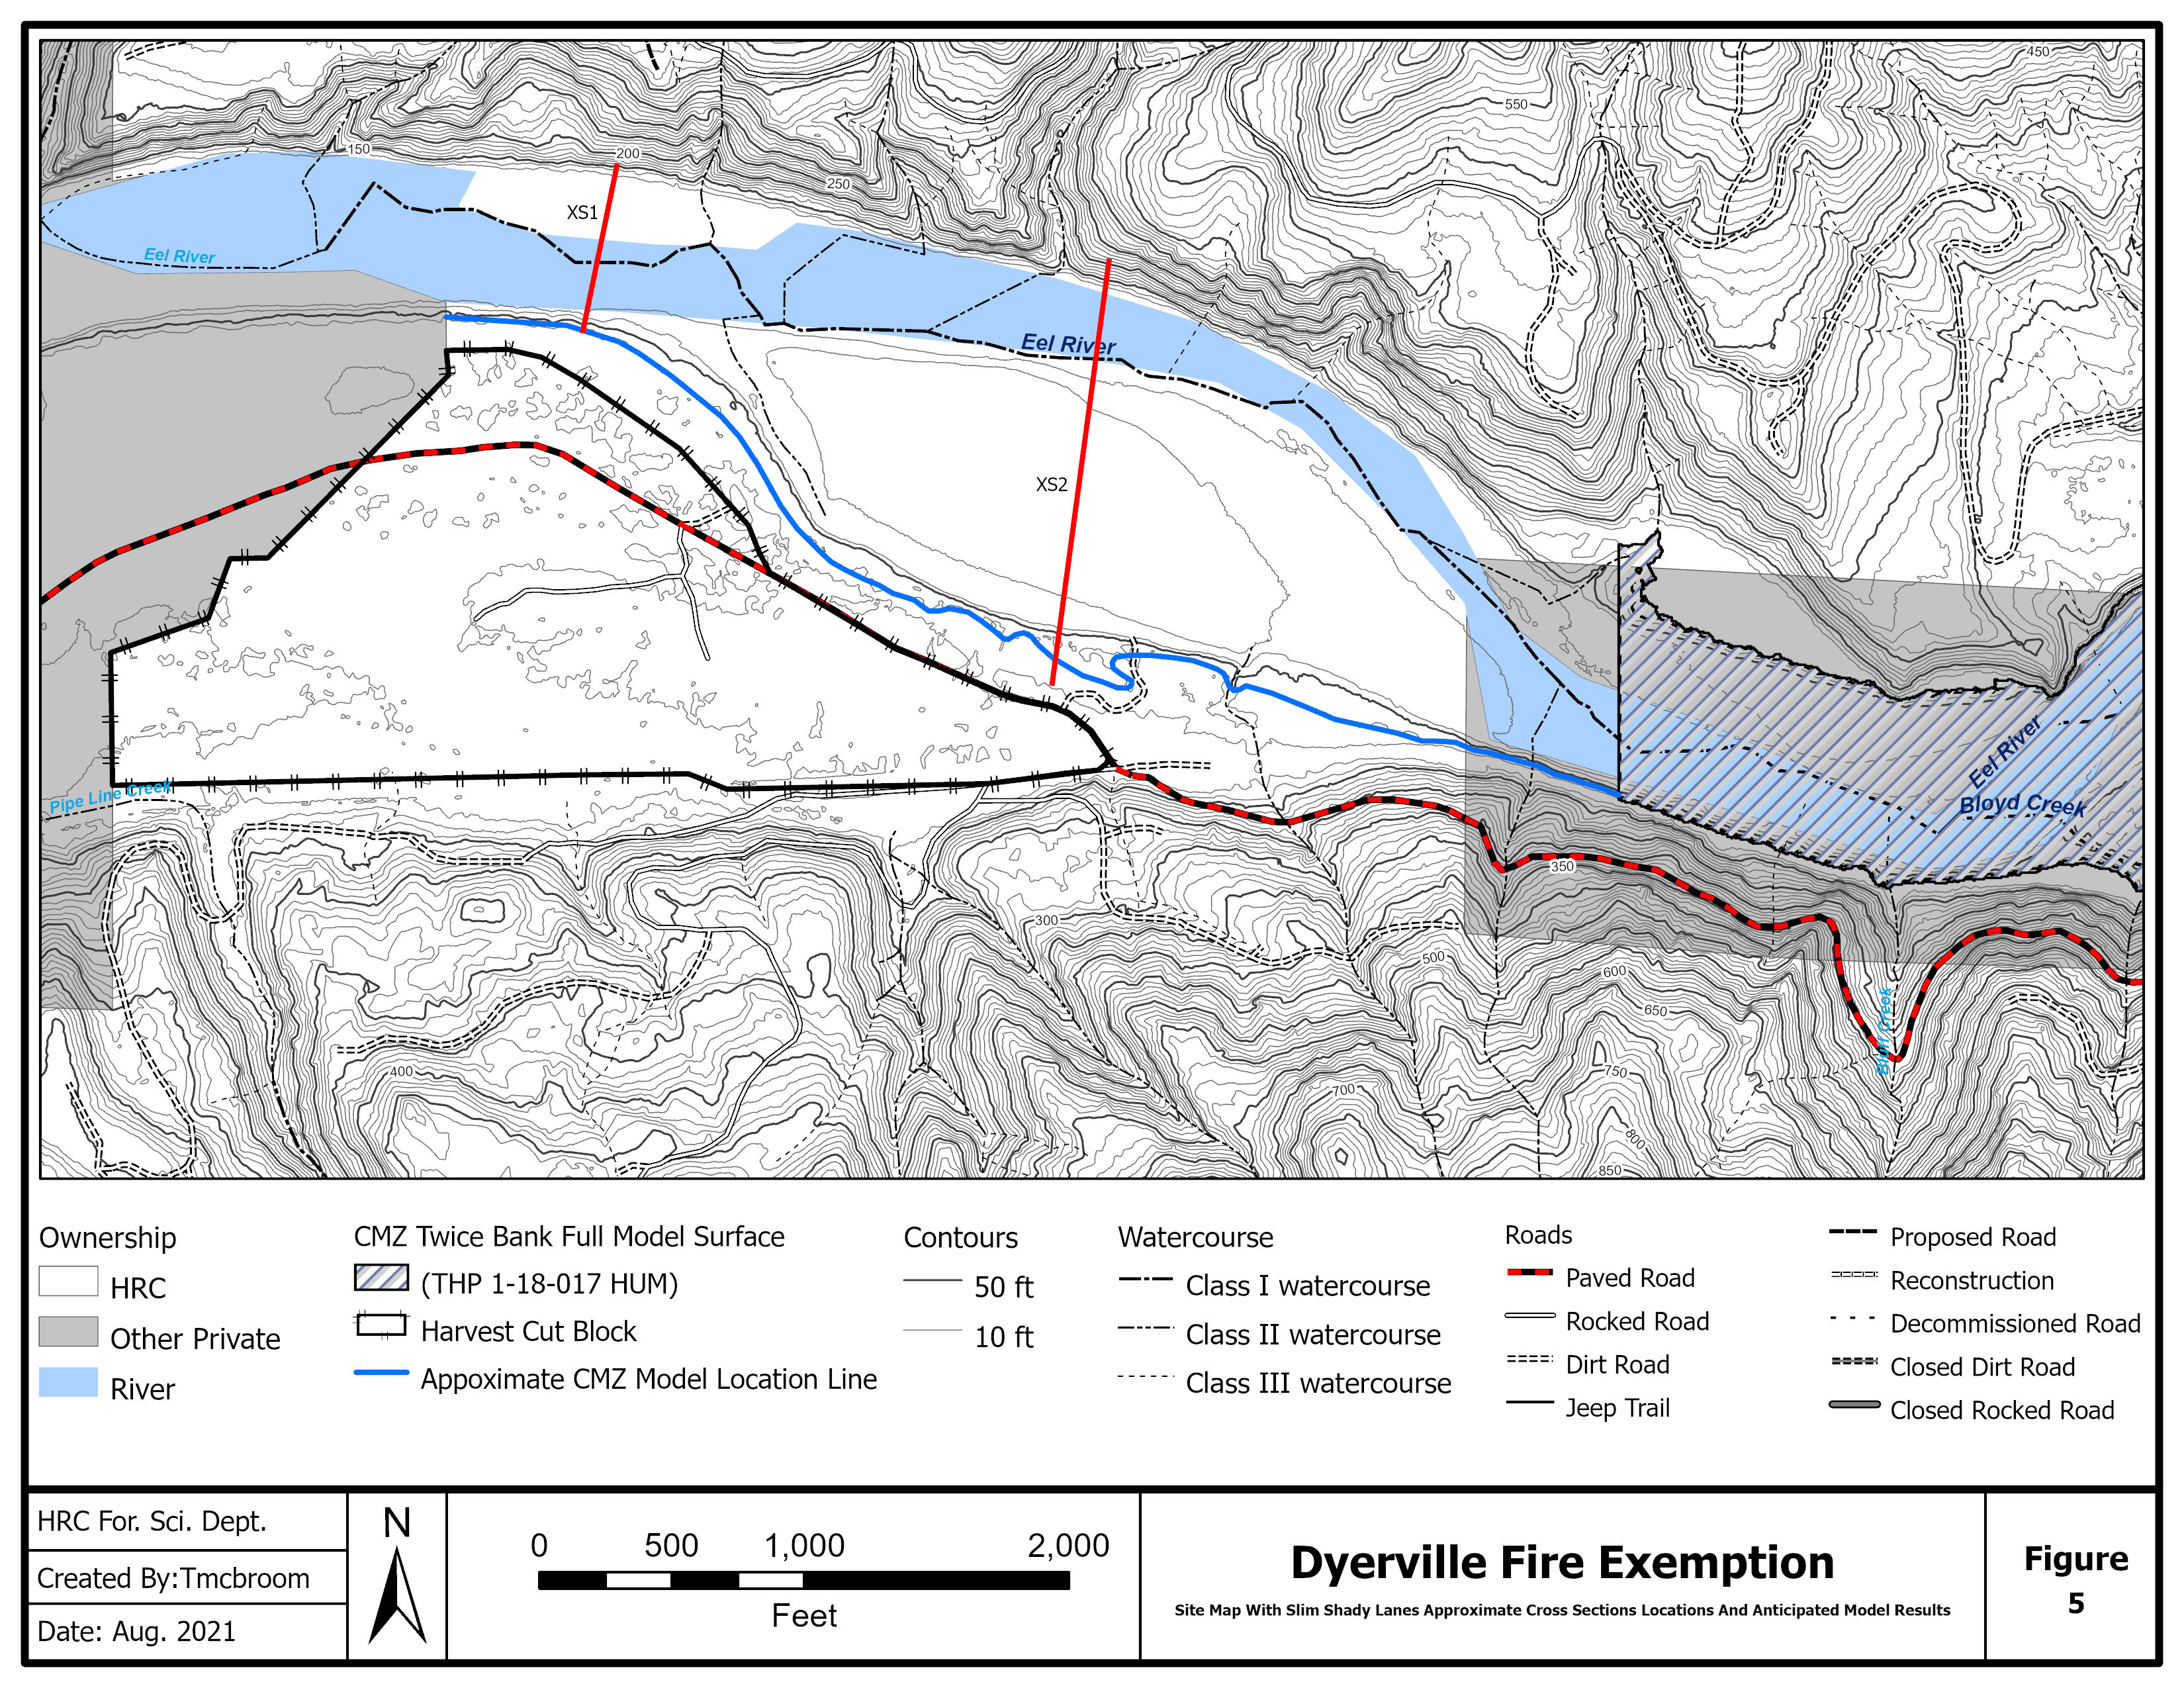 450
550
150
200
250
XS1
Eel River
Eel River
XS2
Eel River
Bloyd Creek
Pipe Line Creek
350
300
500
600
650
Bluff Creek
400
700
750
800
850
Ownership
HRC
Other Private
River
CMZ Twice Bank Full Model Surface
(THP 1-18-017 HUM)
Harvest Cut Block
Appoximate CMZ Model Location Line
Contours
50 ft
10 ft
Watercourse
Class I watercourse
Class II watercourse
Class III watercourse
Roads
Paved Road
Rocked Road
Dirt Road
Jeep Trail
Proposed Road
Reconstruction
Decommissioned Road
Closed Dirt Road
Closed Rocked Road
HRC For. Sci. Dept.
Created By:Tmcbroom
Date: Aug. 2021
N
0 500 1,000 2,000
Feet
Dyerville Fire Exemption
Site Map With Slim Shady Lanes Approximate Cross Sections Locations And Anticipated Model Results
Figure
5